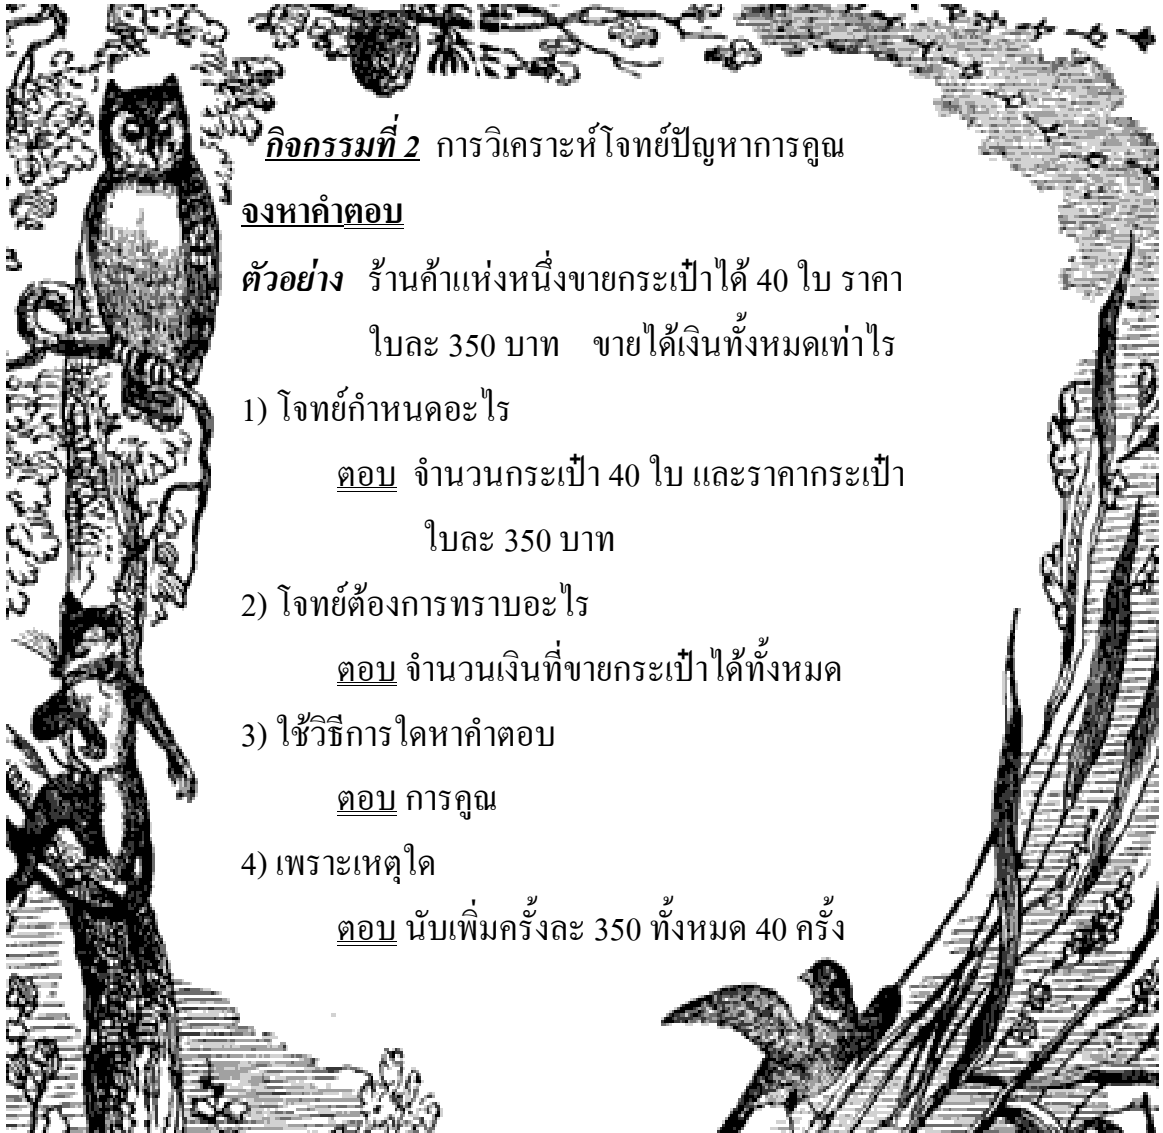 กิจกรรมที่ 2 การวิเคราะห์โจทย์ปัญหาการคูณ
จงหาคำตอบ
ตัวอย่าง ร้านค้าแห่งหนึ่งขายกระเป๋าได้ 40 ใบ ราคา
ใบละ 350 บาท ขายได้เงินทั้งหมดเท่าไร
1) โจทย์กำหนดอะไร
ตอบ จำนวนกระเป๋า 40 ใบ และราคากระเป๋า
ใบละ 350 บาท
2) โจทย์ต้องการทราบอะไร
ตอบ จำนวนเงินที่ขายกระเป๋าได้ทั้งหมด
3) ใช้วิธีการใดหาคำตอบ
ตอบ การคูณ
4) เพราะเหตุใด
ตอบ นับเพิ่มครั้งละ 350 ทั้งหมด 40 ครั้ง